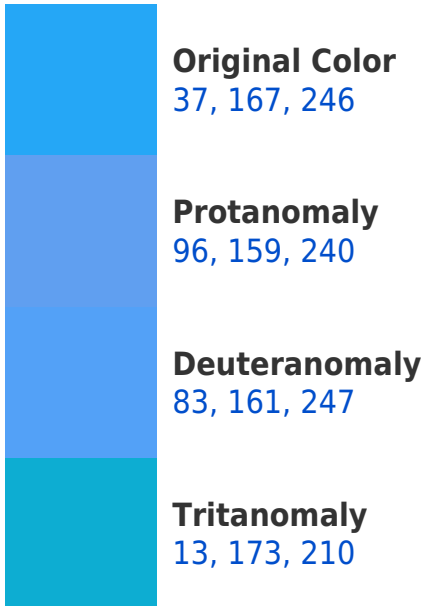 Original Color
37, 167, 246
Protanomaly
96, 159, 240
Deuteranomaly
83, 161, 247
Tritanomaly
13, 173, 210